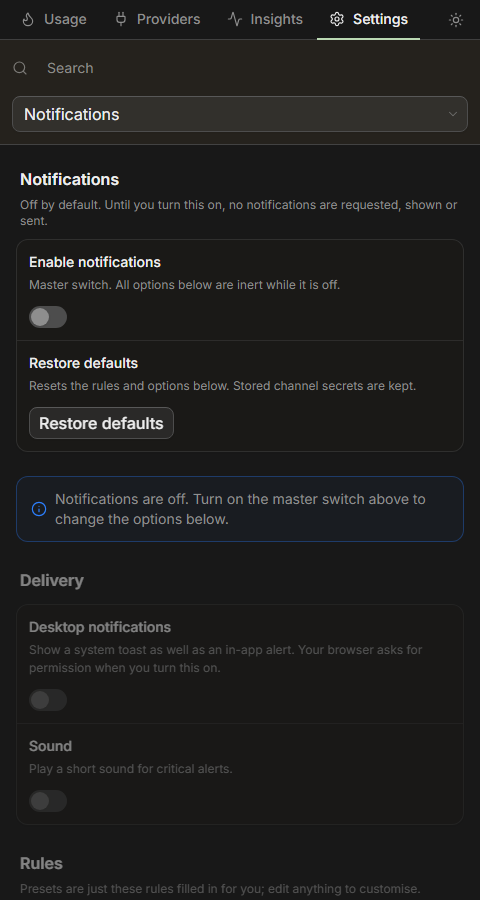 Usage Providers Insights Settings
Search
Notifications
Notifications
Off by default. Until you turn this on, no notifications are requested, shown or
sent.
Enable notifications
Master switch. All options below are inert while it is off.
Restore defaults
Resets the rules and options below. Stored channel secrets are kept.
Restore defaults
Notifications are off. Turn on the master switch above to
change the options below.
Delivery
Desktop notifications
Show a system toast as well as an in-app alert. Your browser asks for
permission when you turn this on.
Sound
Play a short sound for critical alerts.
Rules
Presets are just these rules filled in for you; edit anything to customise.